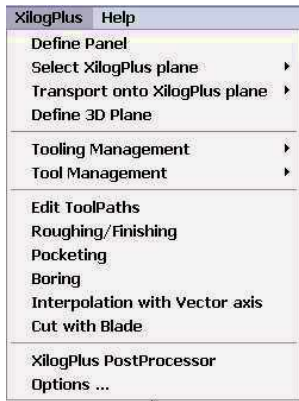 XilogPlus Help
Define Panel
Select XilogPlus plane
Transport onto XilogPlus plane
Define 3D Plane
Tooling Management
Tool Management
Edit ToolPaths
Roughing/Finishing
Pocketing
Boring
Interpolation with Vector axis
Cut with Blade
XilogPlus PostProcessor
Options ...